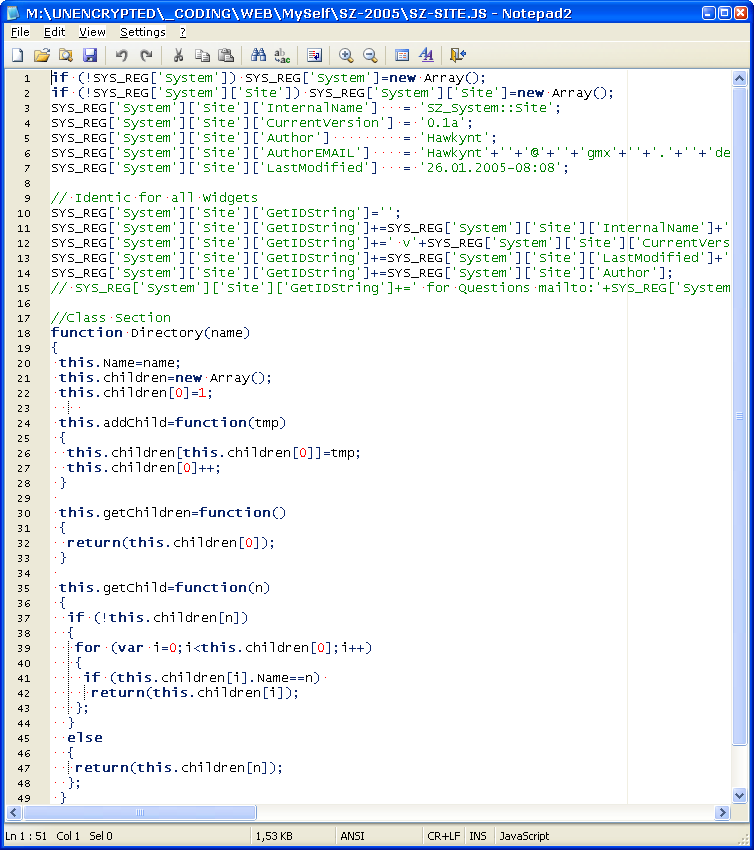 M:\UNENCRYPTED\_CODING\WEB\MySelf\SZ-2005\SZ-SITE.JS - Notepad2
File Edit View Settings ?
1 if (!SYS_REG['System']) SYS_REG['System']=new Array();
2 if (!SYS_REG['System']['Site']) SYS_REG['System']['Site']=new Array();
3 SYS_REG['System']['Site']['InternalName'] = 'SZ_System::Site';
4 SYS_REG['System']['Site']['CurrentVersion'] = '0.1a';
5 SYS_REG['System']['Site']['Author'] = 'Hawkynt';
6 SYS_REG['System']['Site']['AuthorEMAIL'] = 'Hawkynt'+''+'@'+''+'gmx'+''+'.'+''+'de
7 SYS_REG['System']['Site']['LastModified'] = '26.01.2005-08:08';
8
9 // Identic for all Widgets
10 SYS_REG['System']['Site']['GetIDString']='';
11 SYS_REG['System']['Site']['GetIDString']+=SYS_REG['System']['Site']['InternalName']+'
12 SYS_REG['System']['Site']['GetIDString']+=' v'+SYS_REG['System']['Site']['CurrentVers
13 SYS_REG['System']['Site']['GetIDString']+=SYS_REG['System']['Site']['LastModified']+'
14 SYS_REG['System']['Site']['GetIDString']+=SYS_REG['System']['Site']['Author'];
15 // SYS_REG['System']['Site']['GetIDString']+=' for Questions mailto:'+SYS_REG['System
16
17 //Class Section
18 function Directory(name)
19 {
20 this.Name=name;
21 this.children=new Array();
22 this.children[0]=1;
23
24 this.addChild=function(tmp)
25 {
26 this.children[this.children[0]]=tmp;
27 this.children[0]++;
28 }
29
30 this.getChildren=function()
31 {
32 return(this.children[0]);
33 }
34
35 this.getChild=function(n)
36 {
37 if (!this.children[n])
38 {
39 for (var i=0;i<this.children[0];i++)
40 {
41 if (this.children[i].Name==n)
42 return(this.children[i]);
43 };
44 }
45 else
46 {
47 return(this.children[n]);
48 };
49 }
Ln 1 : 51 Col 1 Sel 0 1,53 KB ANSI CR+LF INS JavaScript